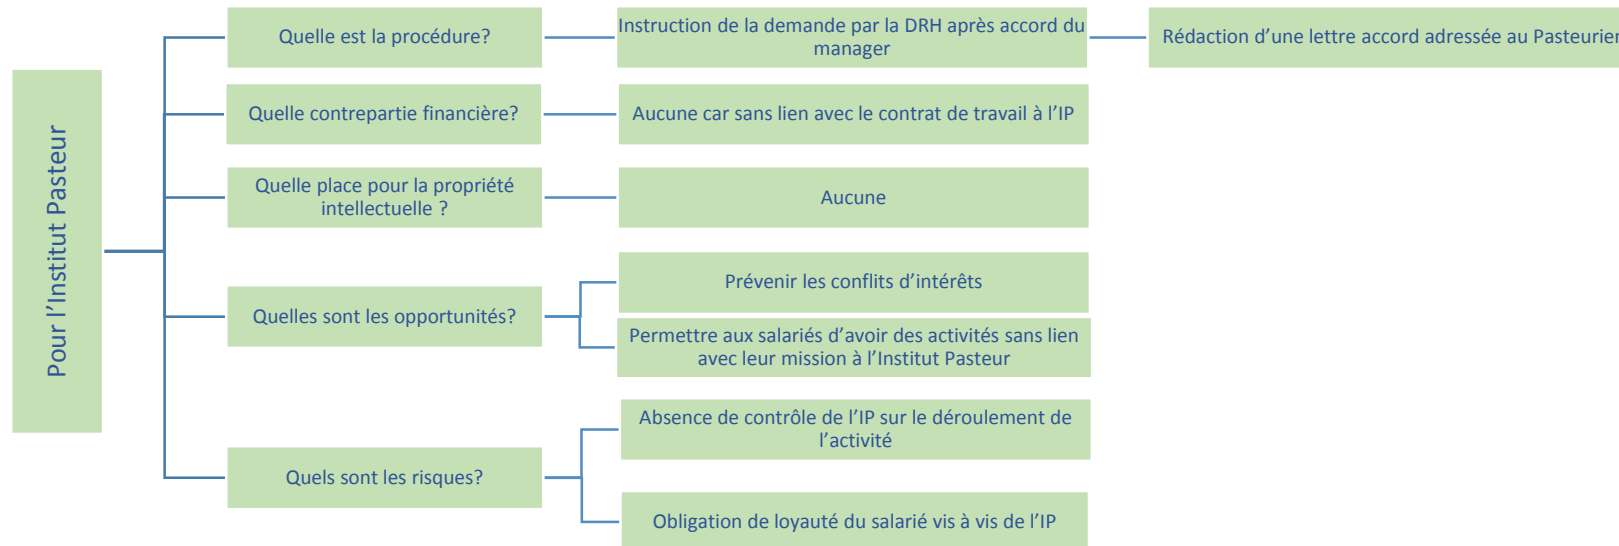 Pour l’Institut Pasteur
Quelle est la procédure?
Instruction de la demande par la DRH après accord du
manager
Rédaction d’une lettre accord adressée au Pasteurien
Quelle contrepartie financière?
Aucune car sans lien avec le contrat de travail à l’IP
Quelle place pour la propriété
intellectuelle ?
Aucune
Quelles sont les opportunités?
Prévenir les conflits d’intérêts
Permettre aux salariés d’avoir des activités sans lien
avec leur mission à l’Institut Pasteur
Quels sont les risques?
Absence de contrôle de l’IP sur le déroulement de
l’activité
Obligation de loyauté du salarié vis à vis de l’IP